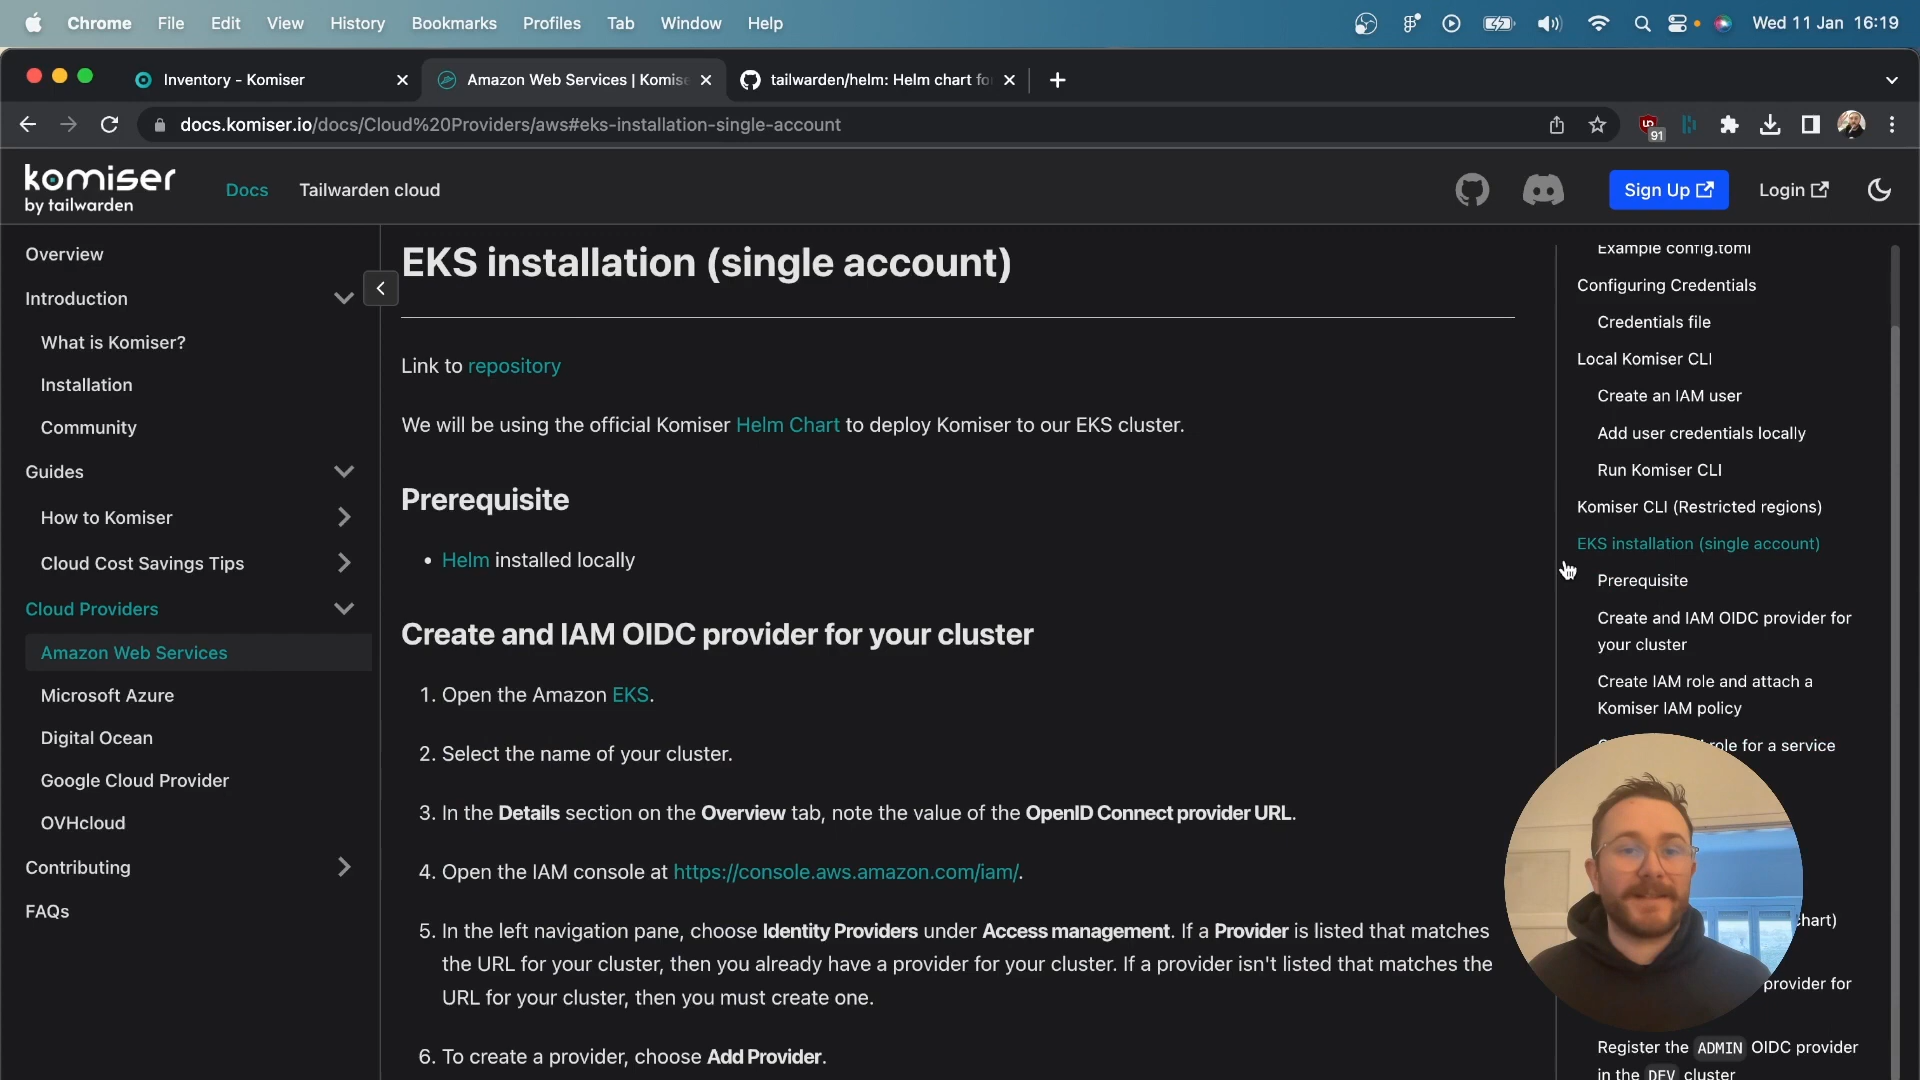 Chrome File Edit View History Bookmarks Profiles Tab Window Help Wed 11 Jan 16:19
Inventory - Komiser Amazon Web Services | Komise tailwarden/helm: Helm chart fo
docs.komiser.io/docs/Cloud%20Providers/aws#eks-installation-single-account 91
komiser
by tailwarden
Docs Tailwarden cloud Sign Up Login
Overview
Introduction
What is Komiser?
Installation
Community
Guides
How to Komiser
Cloud Cost Savings Tips
Cloud Providers
Amazon Web Services
Microsoft Azure
Digital Ocean
Google Cloud Provider
OVHcloud
Contributing
FAQs
EKS installation (single account)
Link to repository
We will be using the official Komiser Helm Chart to deploy Komiser to our EKS cluster.
Prerequisite
• Helm installed locally
Create and IAM OIDC provider for your cluster
1. Open the Amazon EKS.
2. Select the name of your cluster.
3. In the Details section on the Overview tab, note the value of the OpenID Connect provider URL.
4. Open the IAM console at https://console.aws.amazon.com/iam/.
5. In the left navigation pane, choose Identity Providers under Access management. If a Provider is listed that matches
the URL for your cluster, then you already have a provider for your cluster. If a provider isn't listed that matches the
URL for your cluster, then you must create one.
6. To create a provider, choose Add Provider.
Example config.toml
Configuring Credentials
Credentials file
Local Komiser CLI
Create an IAM user
Add user credentials locally
Run Komiser CLI
Komiser CLI (Restricted regions)
EKS installation (single account)
Prerequisite
Create and IAM OIDC provider for
your cluster
Create IAM role and attach a
Komiser IAM policy
role for a service
chart)
provider for
Register the ADMIN OIDC provider
in the DEV cluster